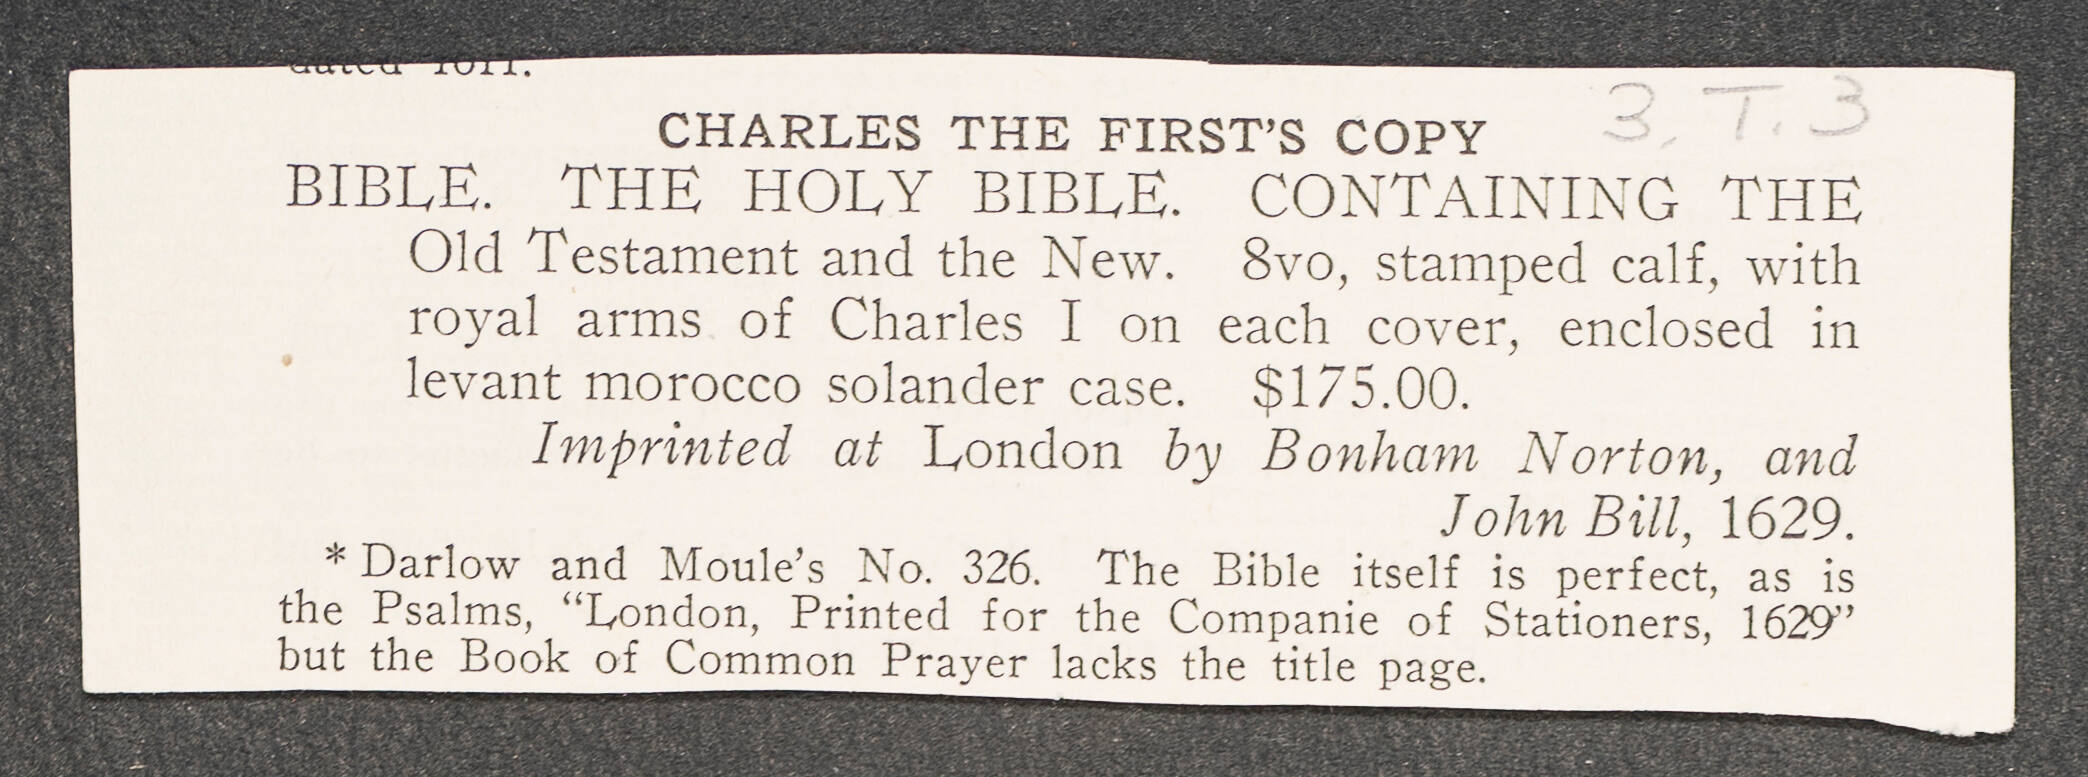 dated 1611.
3. T. 3
CHARLES THE FIRST'S COPY
BIBLE. THE HOLY BIBLE. CONTAINING THE
Old Testament and the New. 8vo, stamped calf, with
royal arms of Charles I on each cover, enclosed in
levant morocco solander case. $175.00.
Imprinted at London by Bonham Norton, and
John Bill, 1629.
* Darlow and Moule's No. 326. The Bible itself is perfect, as is
the Psalms, “London, Printed for the Companie of Stationers, 1629”
but the Book of Common Prayer lacks the title page.